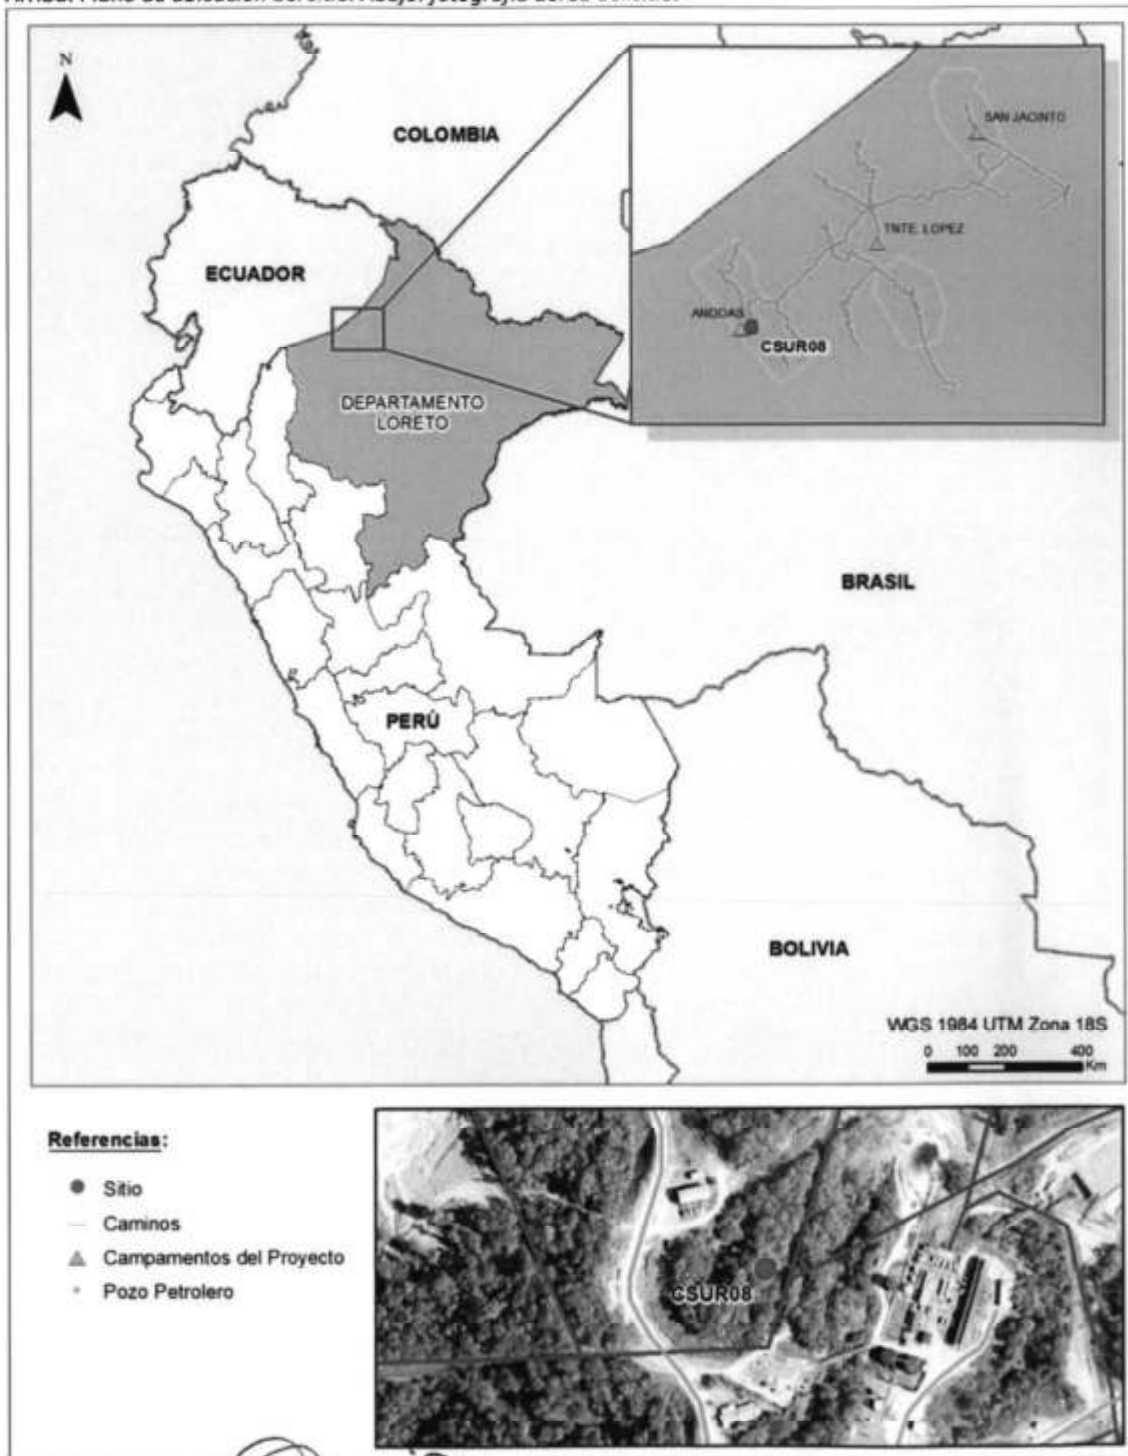 N
COLOMBIA
SAN JACINTO
TNTE. LOPEZ
ECUADOR
ANDOAS
CSUR08
DEPARTAMENTO
LORETO
BRASIL
PERÚ
BOLIVIA
WGS 1984 UTM Zona 18S
0 100 200 400
Km
Referencias:
Sitio
Caminos
Campamentos del Proyecto
Pozo Petrolero
CSUR08